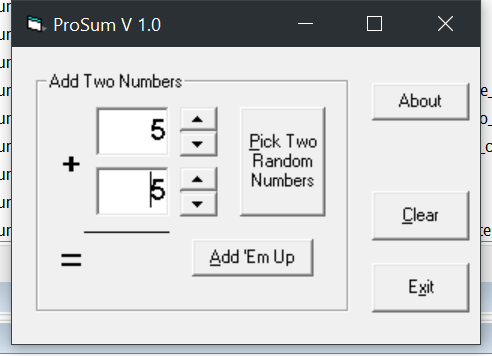 ProSum V 1.0
Add Two Numbers
5
+
5
=
Pick Two
Random
Numbers
Add 'Em Up
About
Clear
Exit